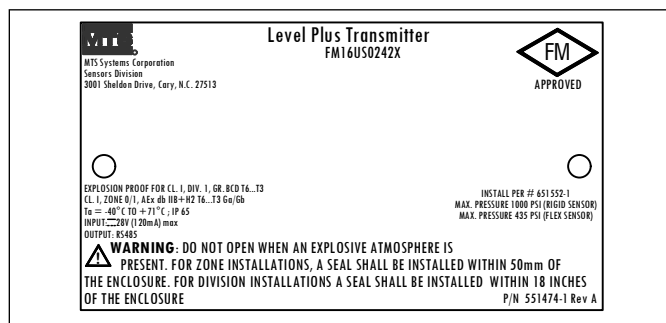 MTS
Level Plus Transmitter
FM16US0242X
MTS Systems Corporation
Sensors Division
3001 Sheldon Drive, Cary, N.C. 27513
FM
APPROVED
EXPLOSION PROOF FOR CL. I, DIV. 1, GR. BCD T6...T3
CL. I, ZONE 0/1, AEx db IIB+H2 T6...T3 Ga/Gb
Ta = -40°C TO +71°C ; IP 65
INPUT:⎓28V (120mA) max
OUTPUT: RS485
INSTALL PER # 651552-1
MAX. PRESSURE 1000 PSI (RIGID SENSOR)
MAX. PRESSURE 435 PSI (FLEX SENSOR)
WARNING: DO NOT OPEN WHEN AN EXPLOSIVE ATMOSPHERE IS
PRESENT. FOR ZONE INSTALLATIONS, A SEAL SHALL BE INSTALLED WITHIN 50mm OF
THE ENCLOSURE. FOR DIVISION INSTALLATIONS A SEAL SHALL BE INSTALLED WITHIN 18 INCHES
OF THE ENCLOSURE
P/N 551474-1 Rev A